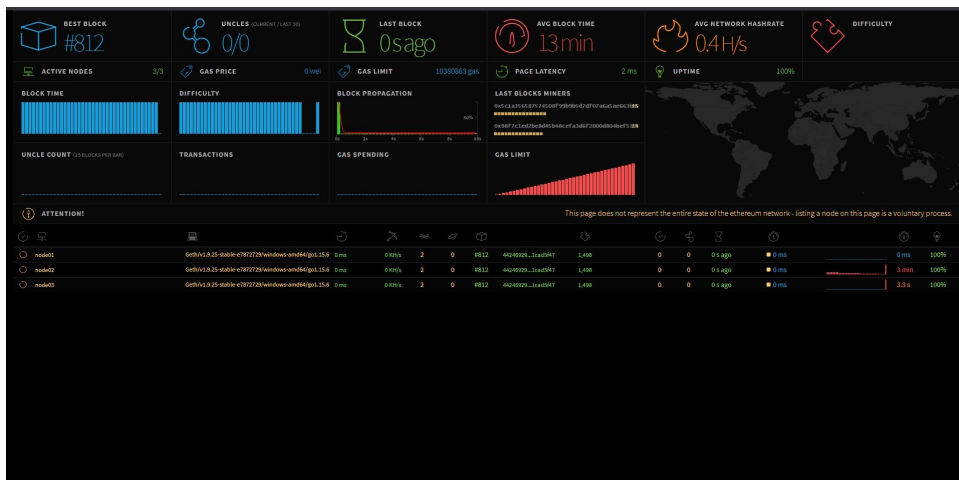 BEST BLOCK
#812
UNCLES (CURRENT / LAST 50)
0/0
LAST BLOCK
0 s ago
AVG BLOCK TIME
13 min
AVG NETWORK HASHRATE
0.4 H/s
DIFFICULTY
ACTIVE NODES 3/3
GAS PRICE 0 wei
GAS LIMIT 10380863 gas
PAGE LATENCY 2 ms
UPTIME 100%
BLOCK TIME
DIFFICULTY
BLOCK PROPAGATION
LAST BLOCKS MINERS
UNCLE COUNT (25 BLOCKS PER BAR)
TRANSACTIONS
GAS SPENDING
GAS LIMIT
ATTENTION!
This page does not represent the entire state of the ethereum network - listing a node on this page is a voluntary process.
node01 Geth/v1.9.25-stable-e7872729/windows-amd64/go1.15.6 0 ms 0 KH/s 2 0 #812 44246929...1cad5f47 1,498 0 0 0 s ago 0 ms 0 ms 100%
node02 Geth/v1.9.25-stable-e7872729/windows-amd64/go1.15.6 0 ms 0 KH/s 2 0 #812 44246929...1cad5f47 1,498 0 0 0 s ago 0 ms 3 min 100%
node03 Geth/v1.9.25-stable-e7872729/windows-amd64/go1.15.6 0 ms 0 KH/s 2 0 #812 44246929...1cad5f47 1,498 0 0 0 s ago 0 ms 3.3 s 100%